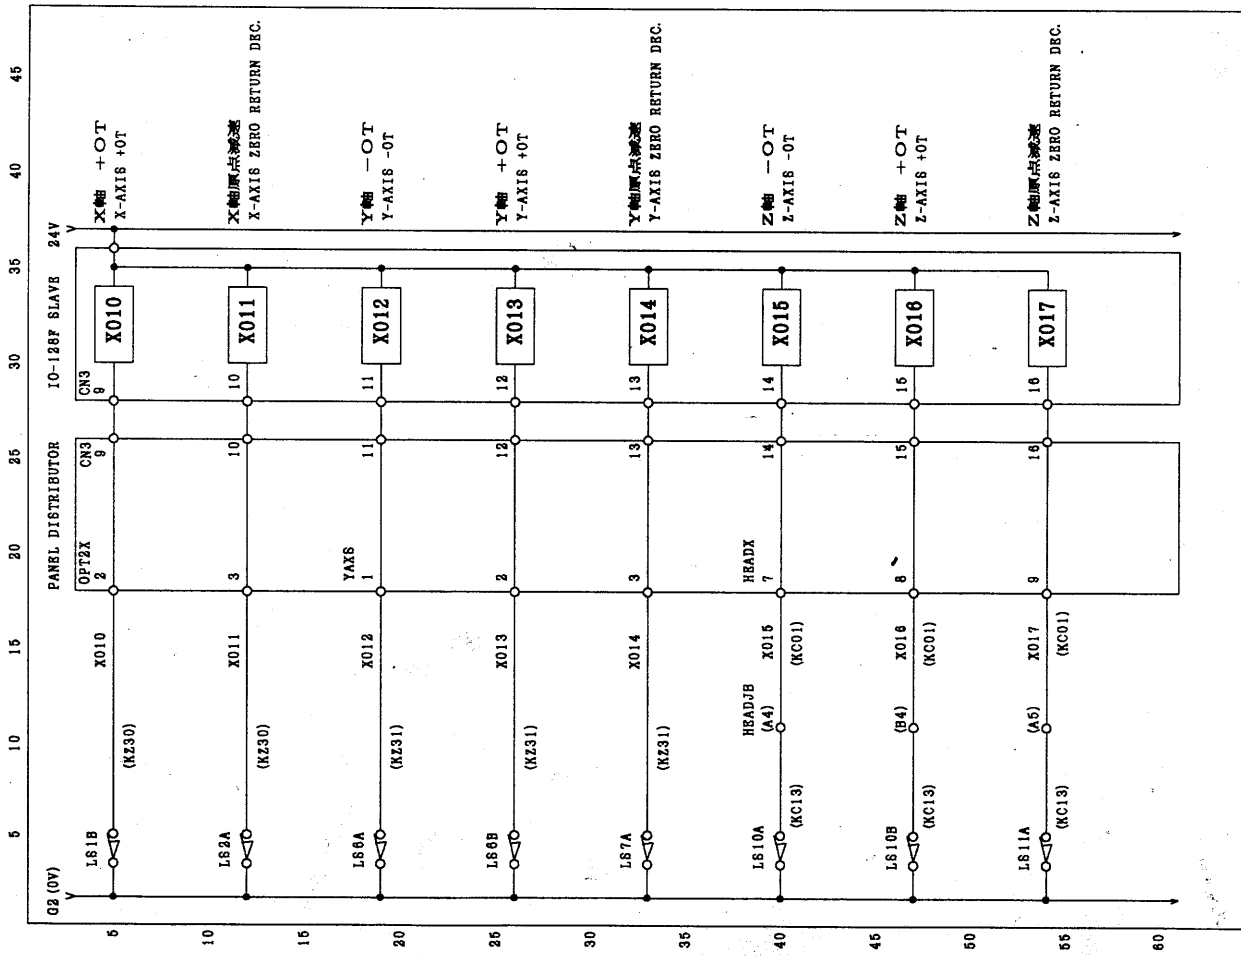 G2 (0V)
PANEL DISTRIBUTOR
IO-128F SLAVE
24V
LS1B
(KZ30)
X010
OPT2X
2
CN3
9
CN3
9
X010
X軸 +OT
X-AXIS +OT
LS2A
(KZ30)
X011
3
10
10
X011
X軸原点減速
X-AXIS ZERO RETURN DEC.
LS6A
(KZ31)
X012
YAXS
1
11
11
X012
Y軸 -OT
Y-AXIS -OT
LS6B
(KZ31)
X013
2
12
12
X013
Y軸 +OT
Y-AXIS +OT
LS7A
(KZ31)
X014
3
13
13
X014
Y軸原点減速
Y-AXIS ZERO RETURN DEC.
LS10A
(KC13)
HEADJB
(A4)
X015
(KC01)
HEADX
7
14
14
X015
Z軸 -OT
Z-AXIS -OT
LS10B
(KC13)
(B4)
X016
(KC01)
8
15
15
X016
Z軸 +OT
Z-AXIS +OT
LS11A
(KC13)
(A5)
X017
(KC01)
9
16
16
X017
Z軸原点減速
Z-AXIS ZERO RETURN DEC.
5
10
15
20
25
30
35
40
45
5
10
15
20
25
30
35
40
45
50
55
60